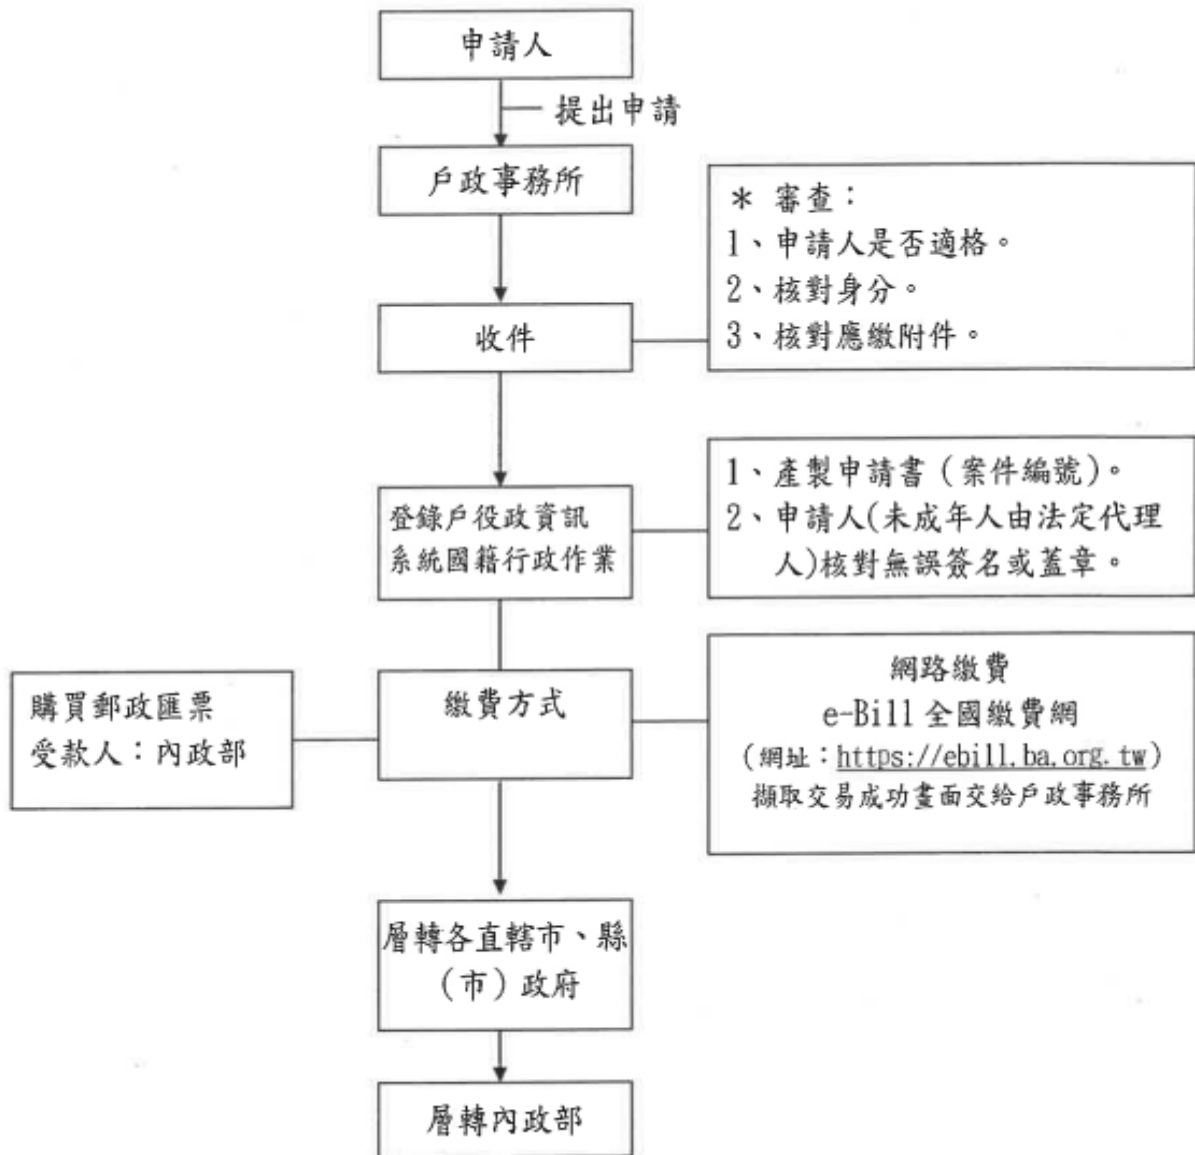 申請人
提出申請
戶政事務所
收件
＊ 審查：
1、申請人是否適格。
2、核對身分。
3、核對應繳附件。
登錄戶役政資訊
系統國籍行政作業
1、產製申請書（案件編號）。
2、申請人(未成年人由法定代理
人)核對無誤簽名或蓋章。
繳費方式
購買郵政匯票
受款人：內政部
網路繳費
e-Bill 全國繳費網
（網址：https://ebill.ba.org.tw）
擷取交易成功畫面交給戶政事務所
層轉各直轄市、縣
（市）政府
層轉內政部